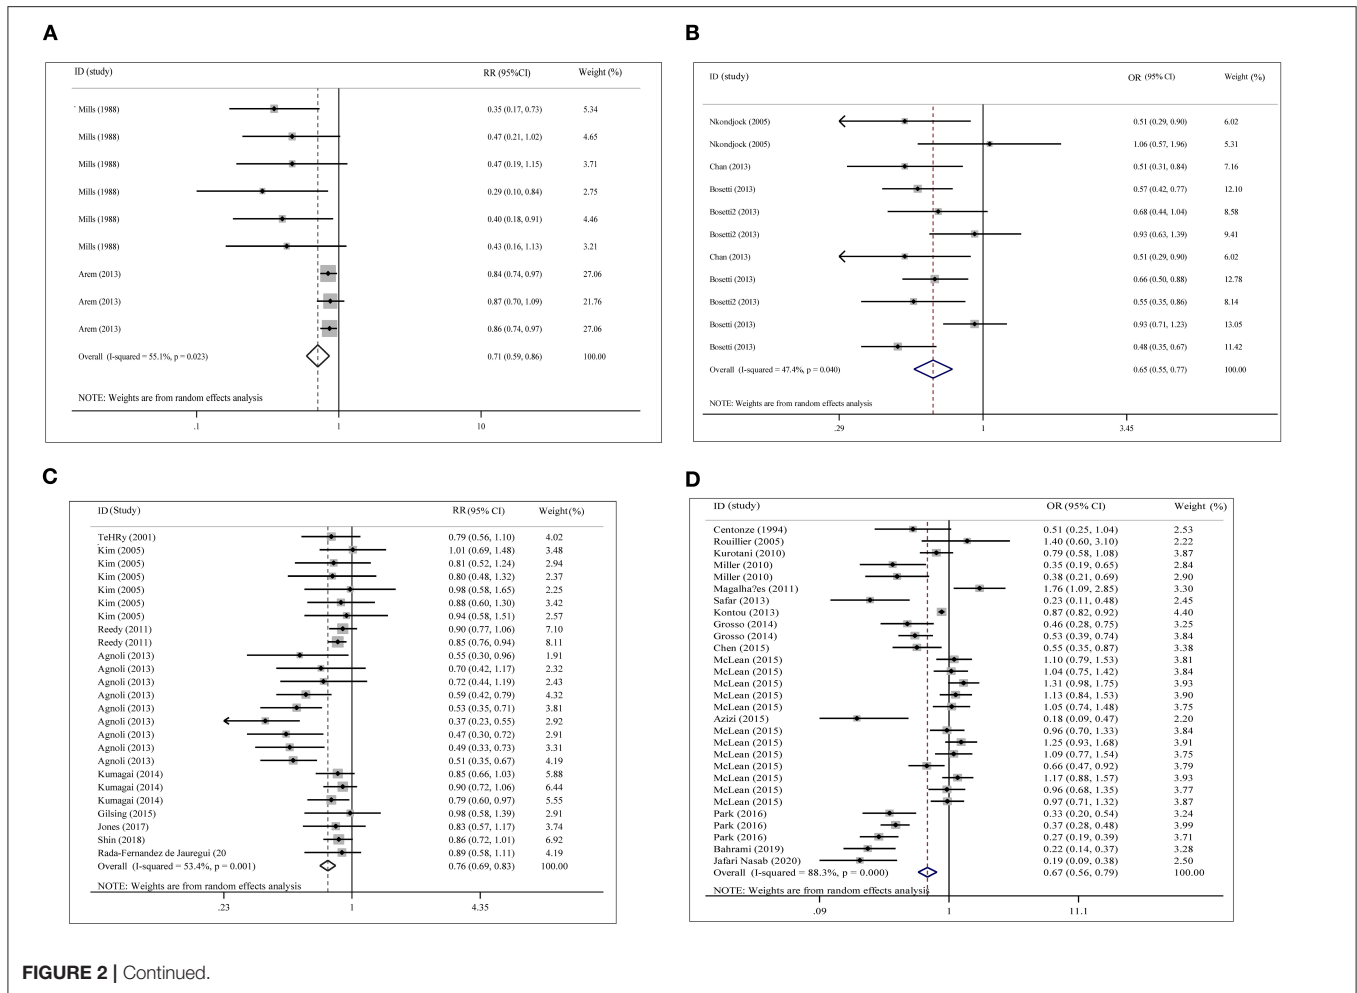 A
ID (study) RR (95%CI) Weight (%)
Mills (1988) 0.35 (0.17, 0.73) 5.34
Mills (1988) 0.47 (0.21, 1.02) 4.65
Mills (1988) 0.47 (0.19, 1.15) 3.71
Mills (1988) 0.29 (0.10, 0.84) 2.75
Mills (1988) 0.40 (0.18, 0.91) 4.46
Mills (1988) 0.43 (0.16, 1.13) 3.21
Arem (2013) 0.84 (0.74, 0.97) 27.06
Arem (2013) 0.87 (0.70, 1.09) 21.76
Arem (2013) 0.86 (0.74, 0.97) 27.06
Overall (I-squared = 55.1%, p = 0.023) 0.71 (0.59, 0.86) 100.00
NOTE: Weights are from random effects analysis
.1 1 10
B
ID (study) OR (95% CI) Weight (%)
Nkondjock (2005) 0.51 (0.29, 0.90) 6.02
Nkondjock (2005) 1.06 (0.57, 1.96) 5.31
Chan (2013) 0.51 (0.31, 0.84) 7.16
Bosetti (2013) 0.57 (0.42, 0.77) 12.10
Bosetti2 (2013) 0.68 (0.44, 1.04) 8.58
Bosetti2 (2013) 0.93 (0.63, 1.39) 9.41
Chan (2013) 0.51 (0.29, 0.90) 6.02
Bosetti (2013) 0.66 (0.50, 0.88) 12.78
Bosetti2 (2013) 0.55 (0.35, 0.86) 8.14
Bosetti (2013) 0.93 (0.71, 1.23) 13.05
Bosetti (2013) 0.48 (0.35, 0.67) 11.42
Overall (I-squared = 47.4%, p = 0.040) 0.65 (0.55, 0.77) 100.00
NOTE: Weights are from random effects analysis
.29 1 3.45
C
ID (Study) RR (95% CI) Weight(%)
TeHRy (2001) 0.79 (0.56, 1.10) 4.02
Kim (2005) 1.01 (0.69, 1.48) 3.48
Kim (2005) 0.81 (0.52, 1.24) 2.94
Kim (2005) 0.80 (0.48, 1.32) 2.37
Kim (2005) 0.98 (0.58, 1.65) 2.25
Kim (2005) 0.88 (0.60, 1.30) 3.42
Kim (2005) 0.94 (0.58, 1.51) 2.57
Reedy (2011) 0.90 (0.77, 1.06) 7.10
Reedy (2011) 0.85 (0.76, 0.94) 8.11
Agnoli (2013) 0.55 (0.30, 0.96) 1.91
Agnoli (2013) 0.70 (0.42, 1.17) 2.32
Agnoli (2013) 0.72 (0.44, 1.19) 2.43
Agnoli (2013) 0.59 (0.42, 0.79) 4.32
Agnoli (2013) 0.53 (0.35, 0.71) 3.81
Agnoli (2013) 0.37 (0.23, 0.55) 2.92
Agnoli (2013) 0.47 (0.30, 0.72) 2.91
Agnoli (2013) 0.49 (0.33, 0.73) 3.31
Agnoli (2013) 0.51 (0.35, 0.67) 4.19
Kumagai (2014) 0.85 (0.66, 1.03) 5.88
Kumagai (2014) 0.90 (0.72, 1.06) 6.44
Kumagai (2014) 0.79 (0.60, 0.97) 5.55
Gilsing (2015) 0.98 (0.58, 1.39) 2.91
Jones (2017) 0.83 (0.57, 1.17) 3.74
Shin (2018) 0.86 (0.72, 1.01) 6.92
Rada-Fernandez de Jauregui (20 0.89 (0.58, 1.11) 4.19
Overall (I-squared = 53.4%, p = 0.001) 0.76 (0.69, 0.83) 100.00
NOTE: Weights are from random effects analysis
.23 1 4.35
D
ID (study) OR (95% CI) Weight (%)
Centonze (1994) 0.51 (0.25, 1.04) 2.53
Rouillier (2005) 1.40 (0.60, 3.10) 2.22
Kurotani (2010) 0.79 (0.58, 1.08) 3.87
Miller (2010) 0.35 (0.19, 0.65) 2.84
Miller (2010) 0.38 (0.21, 0.69) 2.90
Magalha?es (2011) 1.76 (1.09, 2.85) 3.30
Safar (2013) 0.23 (0.11, 0.48) 2.45
Kontou (2013) 0.87 (0.82, 0.92) 4.40
Grosso (2014) 0.46 (0.28, 0.75) 3.25
Grosso (2014) 0.53 (0.39, 0.74) 3.84
Chen (2015) 0.55 (0.35, 0.87) 3.38
McLean (2015) 1.10 (0.79, 1.53) 3.81
McLean (2015) 1.04 (0.75, 1.42) 3.84
McLean (2015) 1.31 (0.98, 1.75) 3.93
McLean (2015) 1.13 (0.84, 1.53) 3.90
McLean (2015) 1.05 (0.74, 1.48) 3.75
Azizi (2015) 0.18 (0.09, 0.47) 2.20
McLean (2015) 0.96 (0.70, 1.33) 3.84
McLean (2015) 1.25 (0.93, 1.68) 3.91
McLean (2015) 1.09 (0.77, 1.54) 3.75
McLean (2015) 0.66 (0.47, 0.92) 3.79
McLean (2015) 1.17 (0.88, 1.57) 3.93
McLean (2015) 0.96 (0.68, 1.35) 3.77
McLean (2015) 0.97 (0.71, 1.32) 3.87
Park (2016) 0.33 (0.20, 0.54) 3.24
Park (2016) 0.37 (0.28, 0.48) 3.99
Park (2016) 0.27 (0.19, 0.39) 3.71
Bahrami (2019) 0.22 (0.14, 0.37) 3.28
Jafari Nasab (2020) 0.19 (0.09, 0.38) 2.50
Overall (I-squared = 88.3%, p = 0.000) 0.67 (0.56, 0.79) 100.00
NOTE: Weights are from random effects analysis
.09 1 11.1
FIGURE 2 | Continued.